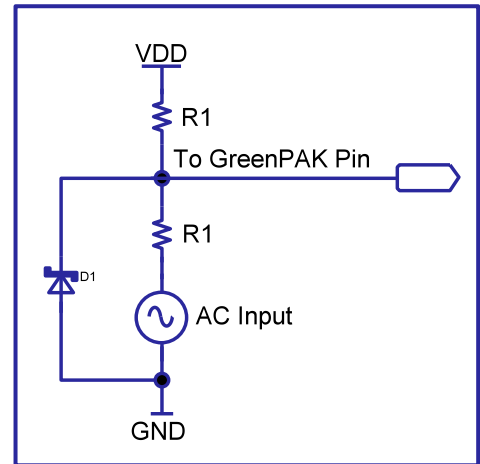 VDD
R1
To GreenPAK Pin
R1
D1
AC Input
GND